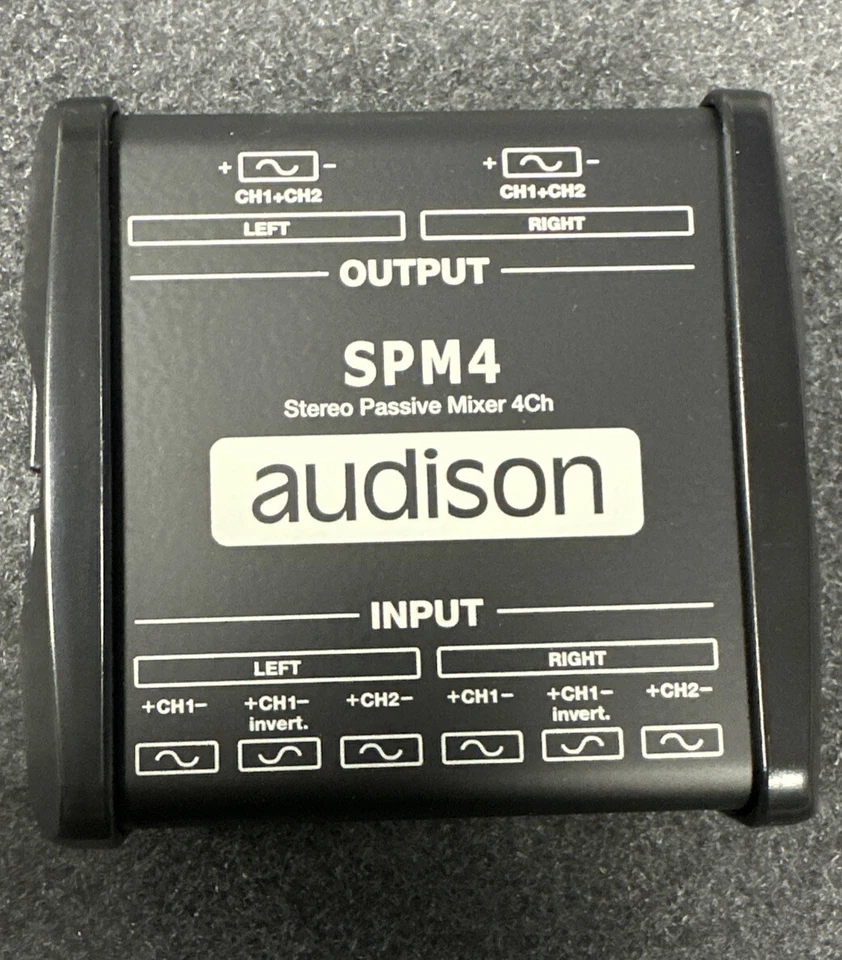 + − + −
CH1+CH2 CH1+CH2
LEFT RIGHT
OUTPUT
SPM4
Stereo Passive Mixer 4Ch
audison
INPUT
LEFT RIGHT
+CH1− +CH1− +CH2− +CH1− +CH1− +CH2−
invert. invert.